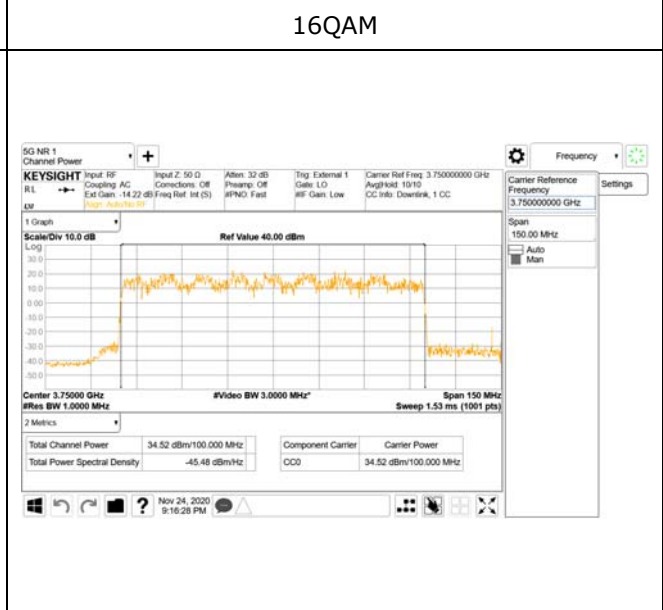 16QAM
5G NR 1
Channel Power
+
Frequency
KEYSIGHT Input: RF Input Z: 50 Ω Atten: 32 dB Trig: External 1 Carrier Ref Freq: 3.750000000 GHz
RL Coupling: AC Corrections: Off Preamp: Off Gate: LO Avg|Hold: 10/10
Ext Gain: -14.22 dB Freq Ref: Int (S) #PNO: Fast #IF Gain: Low CC Info: Downlink, 1 CC
Align: Auto/No RF
Carrier Reference
Frequency
3.750000000 GHz
Settings
Span
150.00 MHz
Auto
Man
1 Graph
Scale/Div 10.0 dB Ref Value 40.00 dBm
Log
30.0
20.0
10.0
0.00
-10.0
-20.0
-30.0
-40.0
-50.0
Center 3.75000 GHz #Video BW 3.0000 MHz* Span 150 MHz
#Res BW 1.0000 MHz Sweep 1.53 ms (1001 pts)
2 Metrics
Total Channel Power 34.52 dBm/100.000 MHz Component Carrier Carrier Power
Total Power Spectral Density -45.48 dBm/Hz CC0 34.52 dBm/100.000 MHz
? Nov 24, 2020
9:16:28 PM